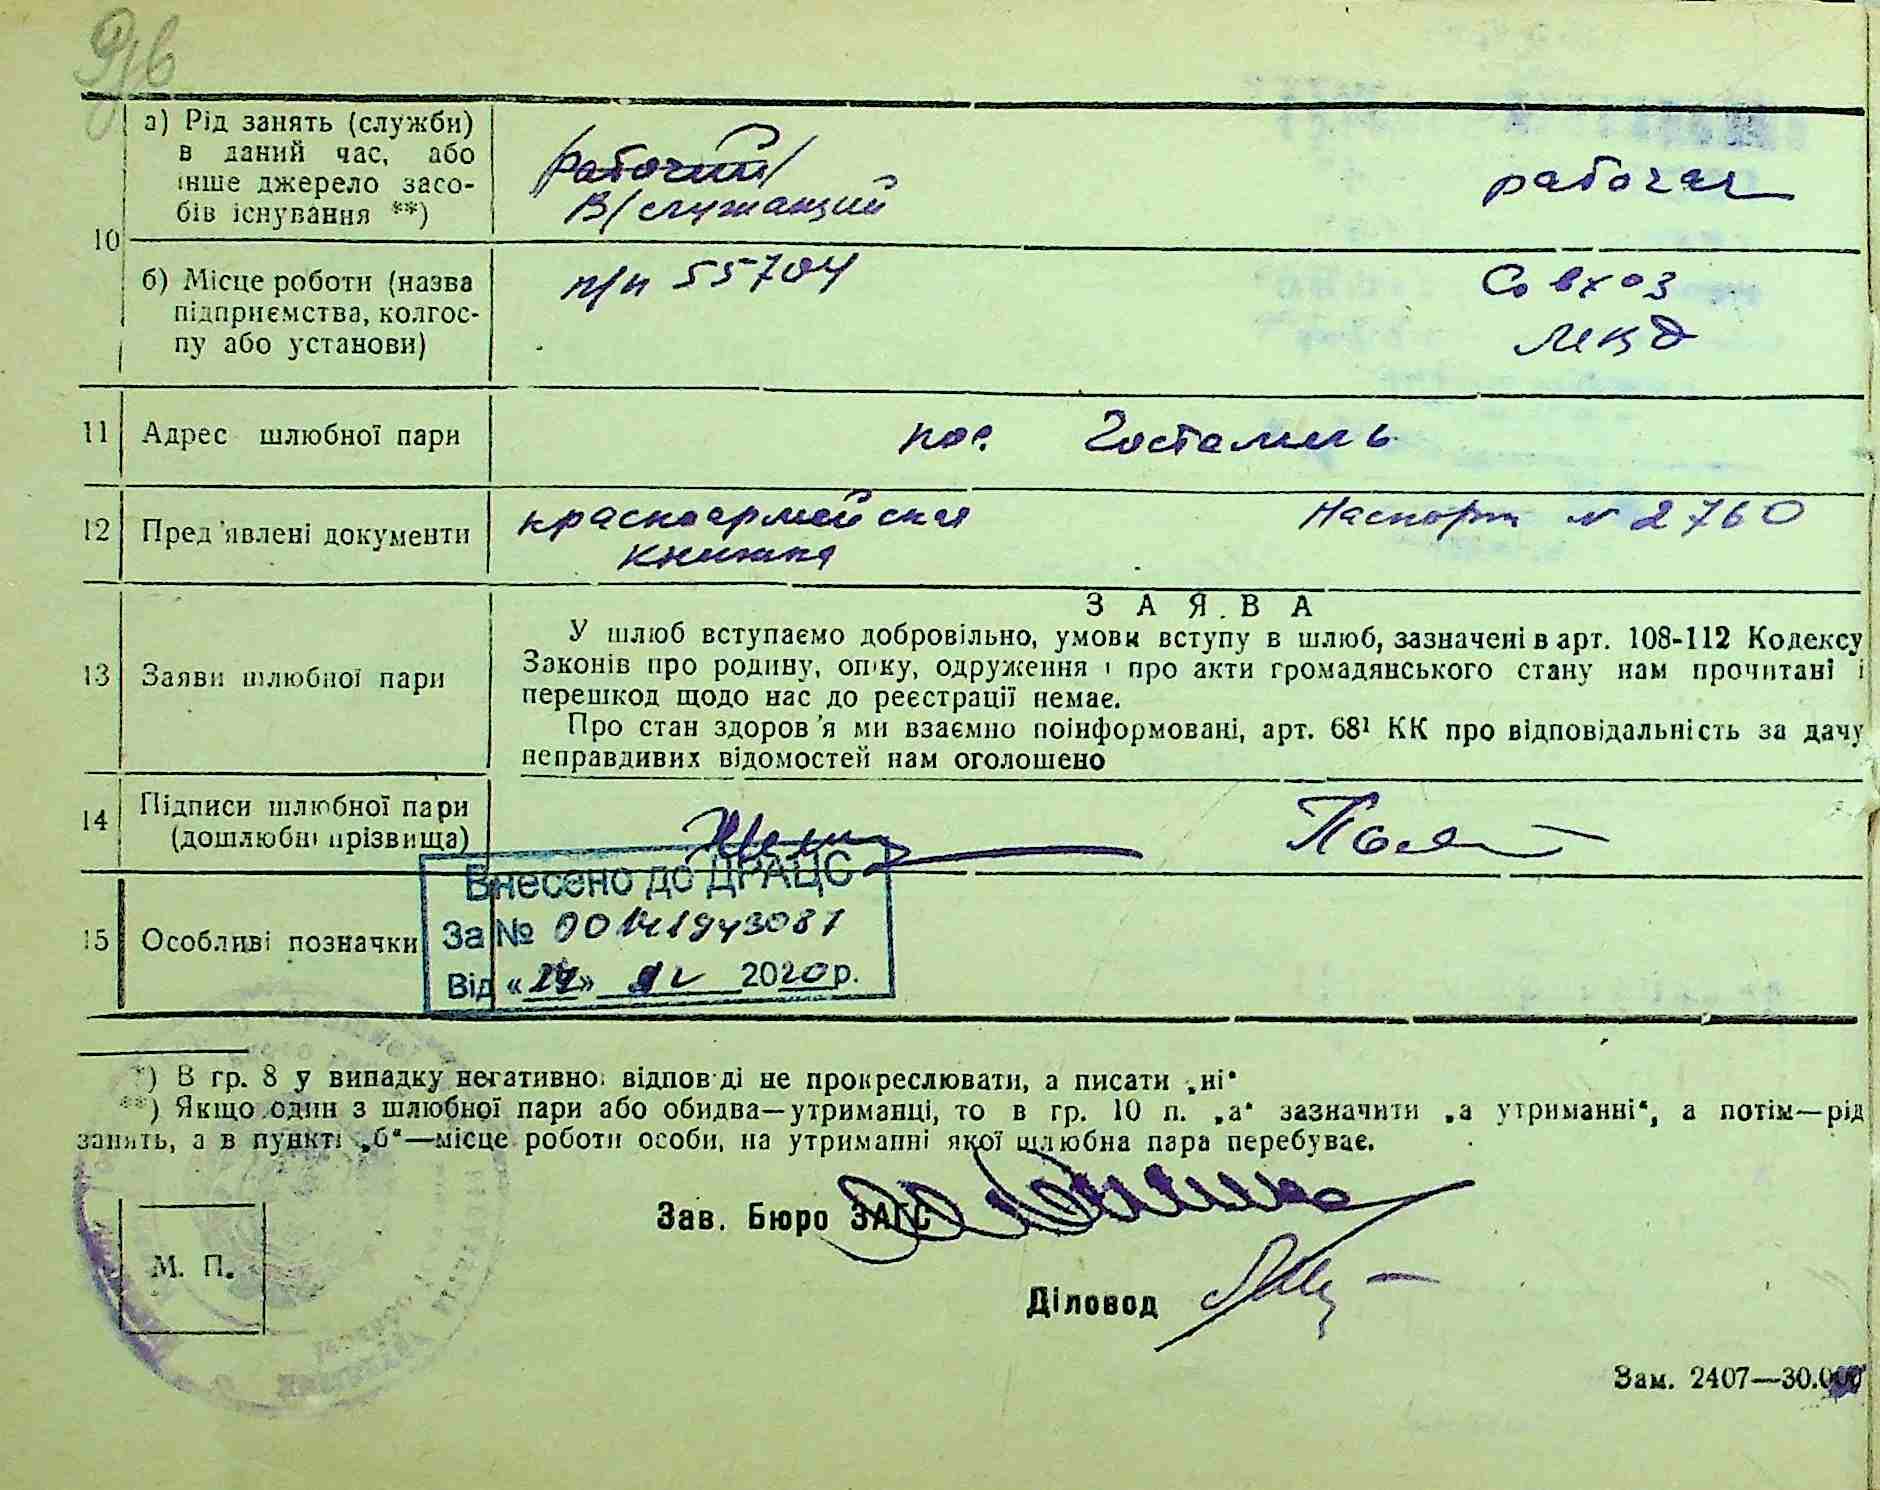 10
а) Рід занять (служби)
в даний час, або
інше джерело засо-
бів існування **)
рабочий
В/служащий
рабочая
б) Місце роботи (назва
підприємства, колгос-
пу або установи)
п/п 55704
Совхоз
МВД
11 Адрес шлюбної пари
пос. Гостомель
12 Пред'явлені документи
красноармейская
книжка
Паспорт № 2760
13 Заяви шлюбної пари
ЗАЯВА
У шлюб вступаємо добровільно, умови вступу в шлюб, зазначені в арт. 108-112 Кодексу
Законів про родину, опіку, одруження і про акти громадянського стану нам прочитані і
перешкод щодо нас до реєстрації немає.
Про стан здоров'я ми взаємно поінформовані, арт. 68¹ КК про відповідальність за дачу
неправдивих відомостей нам оголошено
14 Підписи шлюбної пари
(дошлюбні прізвища)
15 Особливі позначки
Внесено до ДРАЦС
За № 00141943087
Від « » 2020 р.
*) В гр. 8 у випадку негативної відповіді не прокреслювати, а писати „ні"
**) Якщо один з шлюбної пари або обидва—утриманці, то в гр. 10 п. „а" зазначити „а утриманні", а потім—рід
занять, а в пункті „б"—місце роботи особи, на утриманні якої шлюбна пара перебуває.
Зав. Бюро ЗАГС
М. П.
Діловод
Зам. 2407—30.000